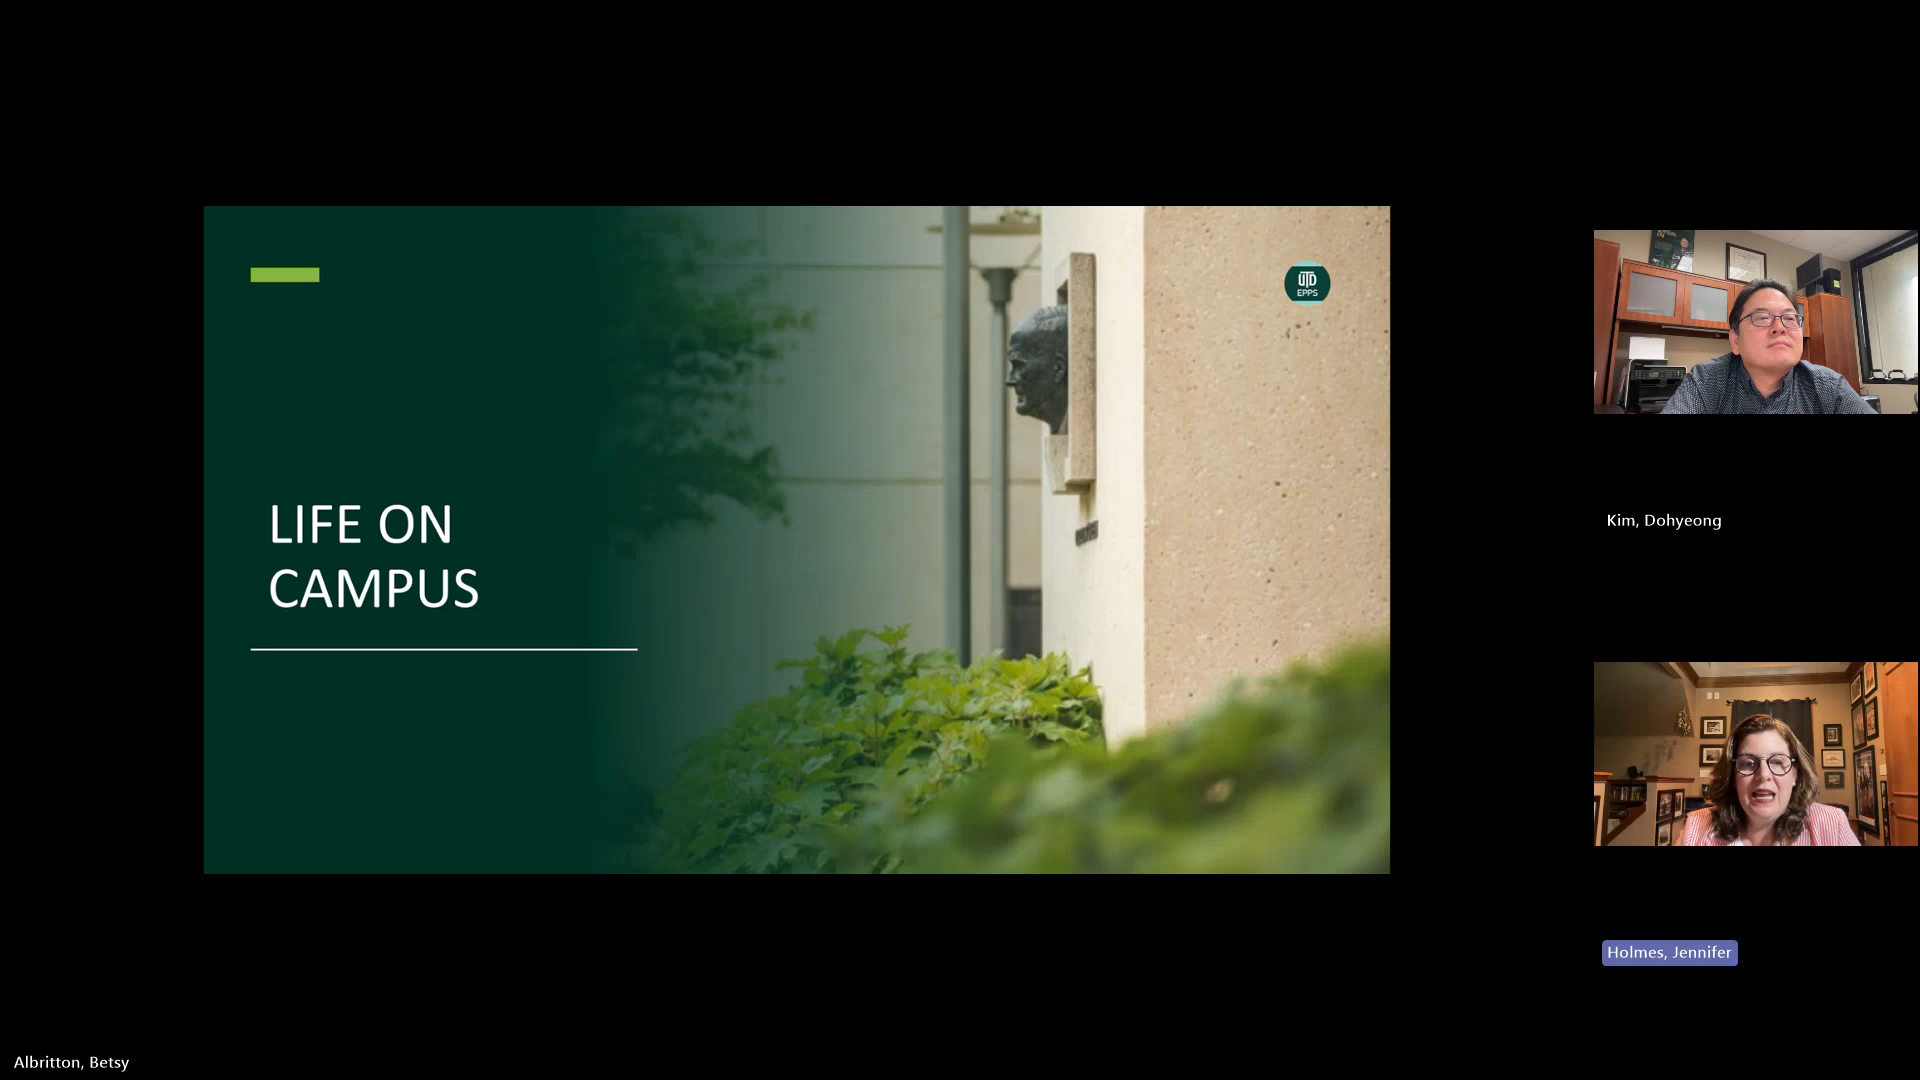 LIFE ON
CAMPUS
UTD
EPPS
Kim, Dohyeong
Holmes, Jennifer
Albritton, Betsy